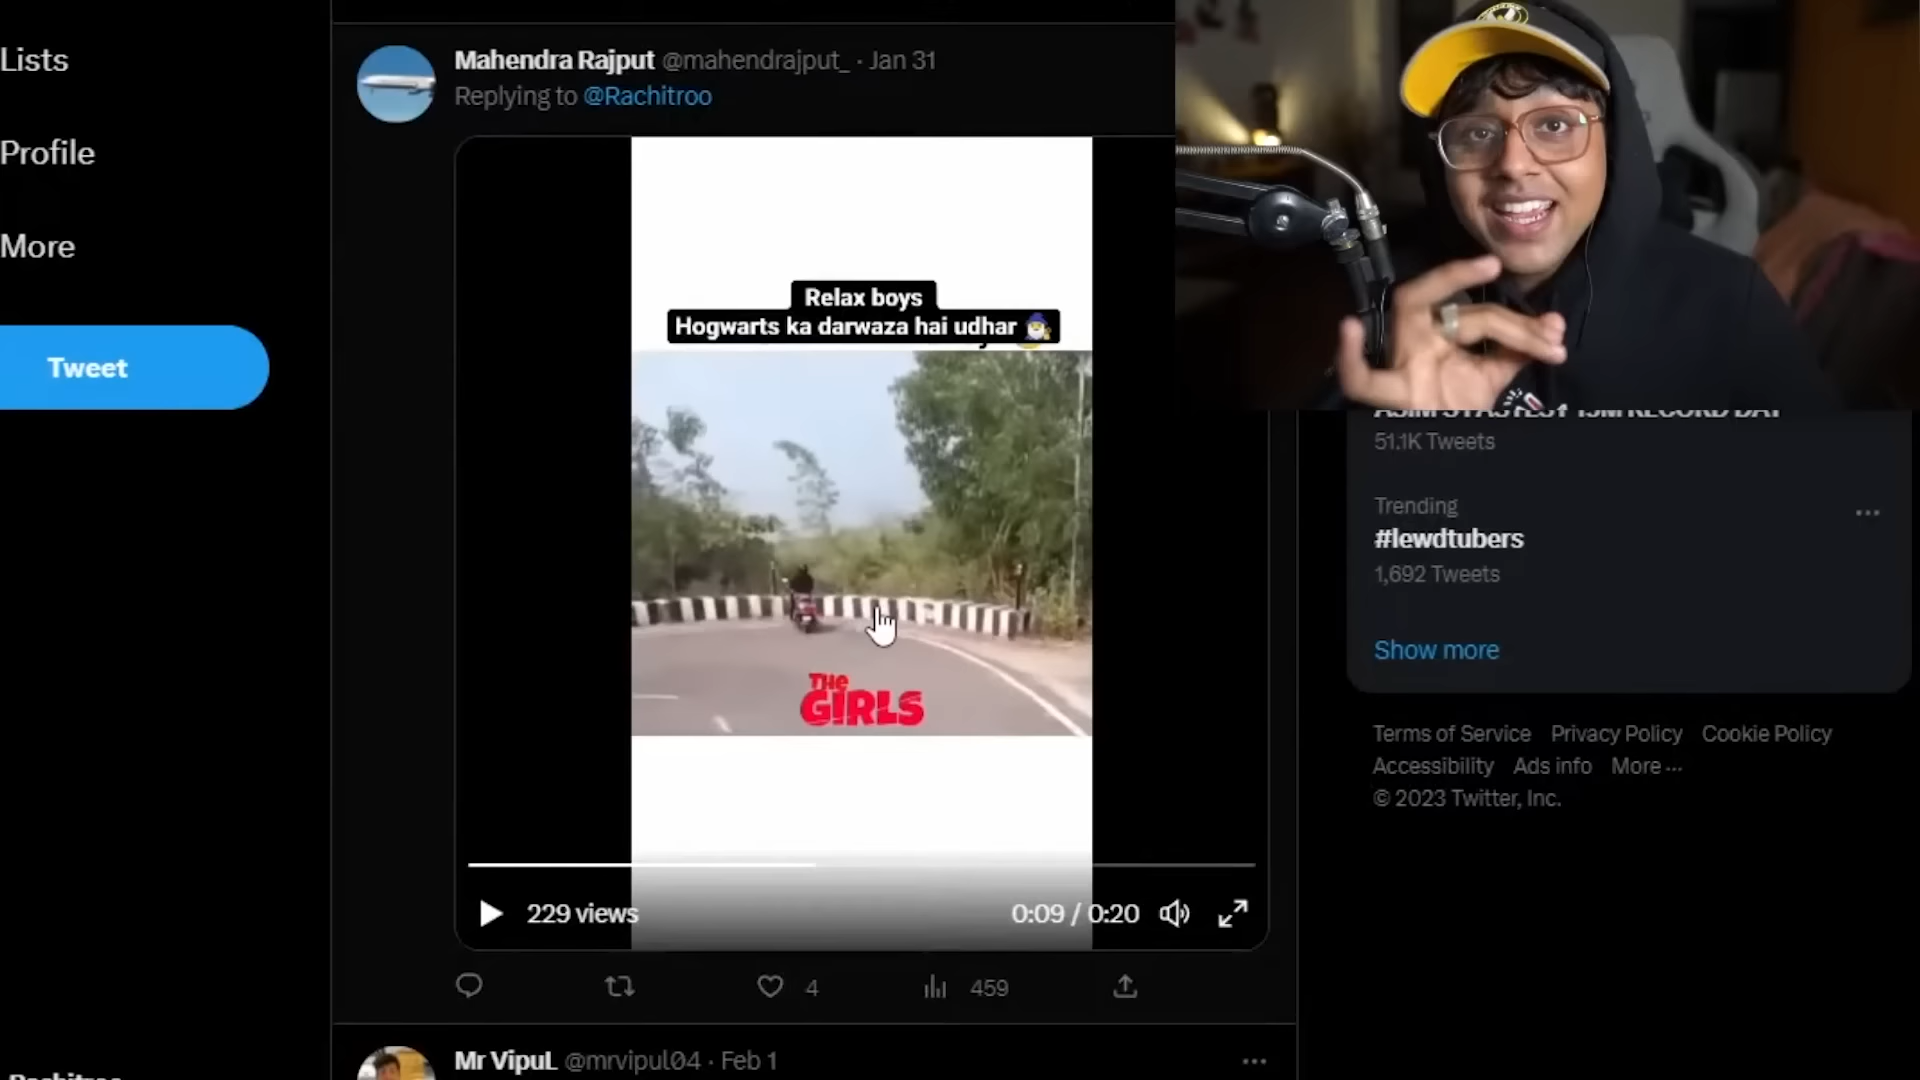 Lists
Profile
More
Tweet
Mahendra Rajput @mahendrajput_ · Jan 31
Replying to @Rachitroo
Relax boys
Hogwarts ka darwaza hai udhar
THE
GIRLS
229 views
0:09 / 0:20
4
459
Mr VipuL @mrvipul04 · Feb 1
RECORD DAY
51.1K Tweets
Trending
#lewdtubers
1,692 Tweets
Show more
Terms of Service Privacy Policy Cookie Policy
Accessibility Ads info More ...
© 2023 Twitter, Inc.